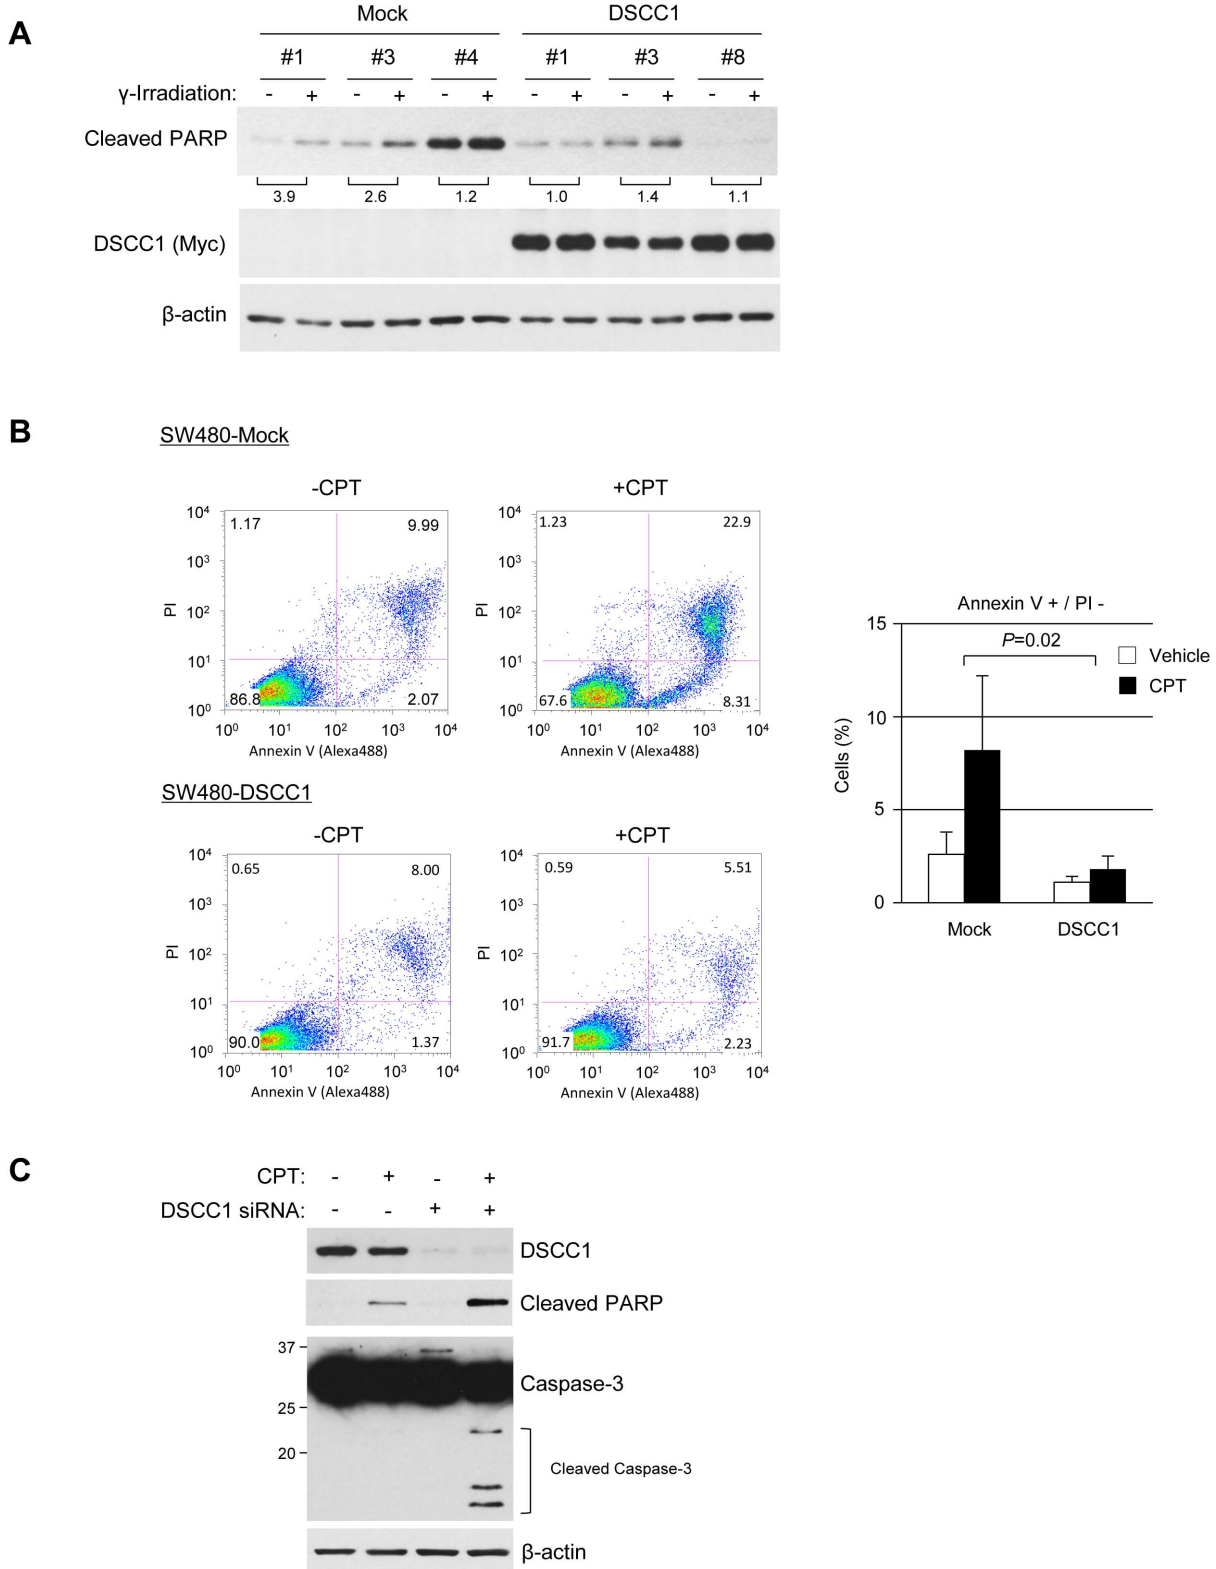 A
Mock DSCC1
#1 #3 #4 #1 #3 #8
γ-Irradiation: - + - + - + - + - + - +
Cleaved PARP
3.9 2.6 1.2 1.0 1.4 1.1
DSCC1 (Myc)
β-actin
B
SW480-Mock
-CPT
10⁴
10³
10²
10¹
10⁰
PI
1.17 9.99
86.8 2.07
10⁰ 10¹ 10² 10³ 10⁴
Annexin V (Alexa488)
+CPT
10⁴
10³
10²
10¹
10⁰
PI
1.23 22.9
67.6 8.31
10⁰ 10¹ 10² 10³ 10⁴
Annexin V (Alexa488)
SW480-DSCC1
-CPT
10⁴
10³
10²
10¹
10⁰
PI
0.65 8.00
90.0 1.37
10⁰ 10¹ 10² 10³ 10⁴
Annexin V (Alexa488)
+CPT
10⁴
10³
10²
10¹
10⁰
PI
0.59 5.51
91.7 2.23
10⁰ 10¹ 10² 10³ 10⁴
Annexin V (Alexa488)
Annexin V + / PI -
15
10
5
0
Cells (%)
P=0.02
Vehicle
CPT
Mock DSCC1
C
CPT: - + - +
DSCC1 siRNA: - - + +
DSCC1
Cleaved PARP
37
25
20
Caspase-3
Cleaved Caspase-3
β-actin